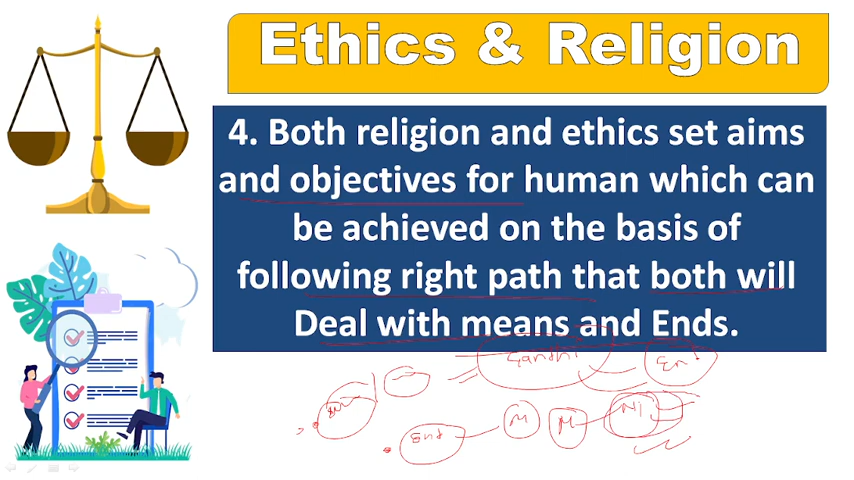 Ethics & Religion
4. Both religion and ethics set aims
and objectives for human which can
be achieved on the basis of
following right path that both will
Deal with means and Ends.
Gandhi
End
M M